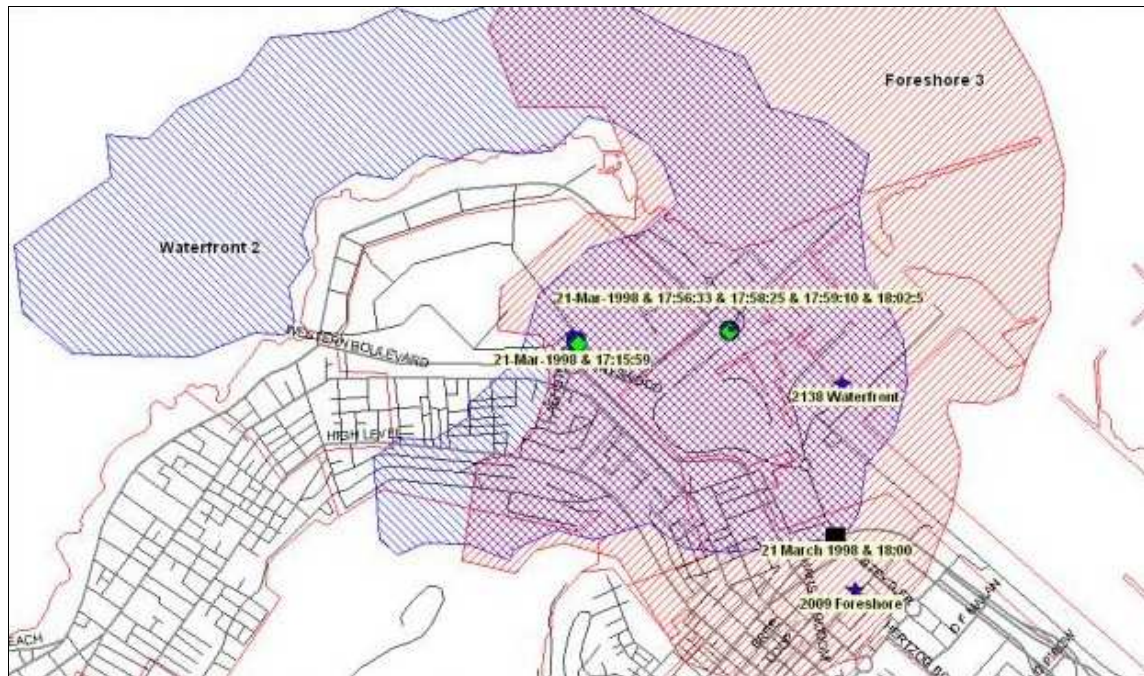 Foreshore 3
Waterfront 2
21-Mar-1998 & 17:56:33 & 17:58:25 & 17:59:10 & 18:02:5
WESTERN BOULEVARD
21-Mar-1998 & 17:15:59
2138 Waterfront
HIGH LEVEL
21 March 1998 & 18:00
2009 Foreshore
D.F. MALAN
HERTZOG
EACH